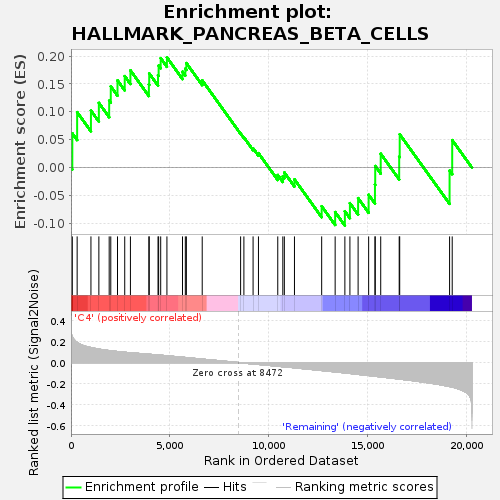 Enrichment plot:
HALLMARK_PANCREAS_BETA_CELLS
Enrichment score (ES)
0.20
0.15
0.10
0.05
0.00
-0.05
-0.10
'C4' (positively correlated)
Ranked list metric (Signal2Noise)
0.4
0.2
0.0
-0.2
-0.4
-0.6
Zero cross at 8472
'Remaining' (negatively correlated)
0
5,000
10,000
15,000
20,000
Rank in Ordered Dataset
Enrichment profile
Hits
Ranking metric scores